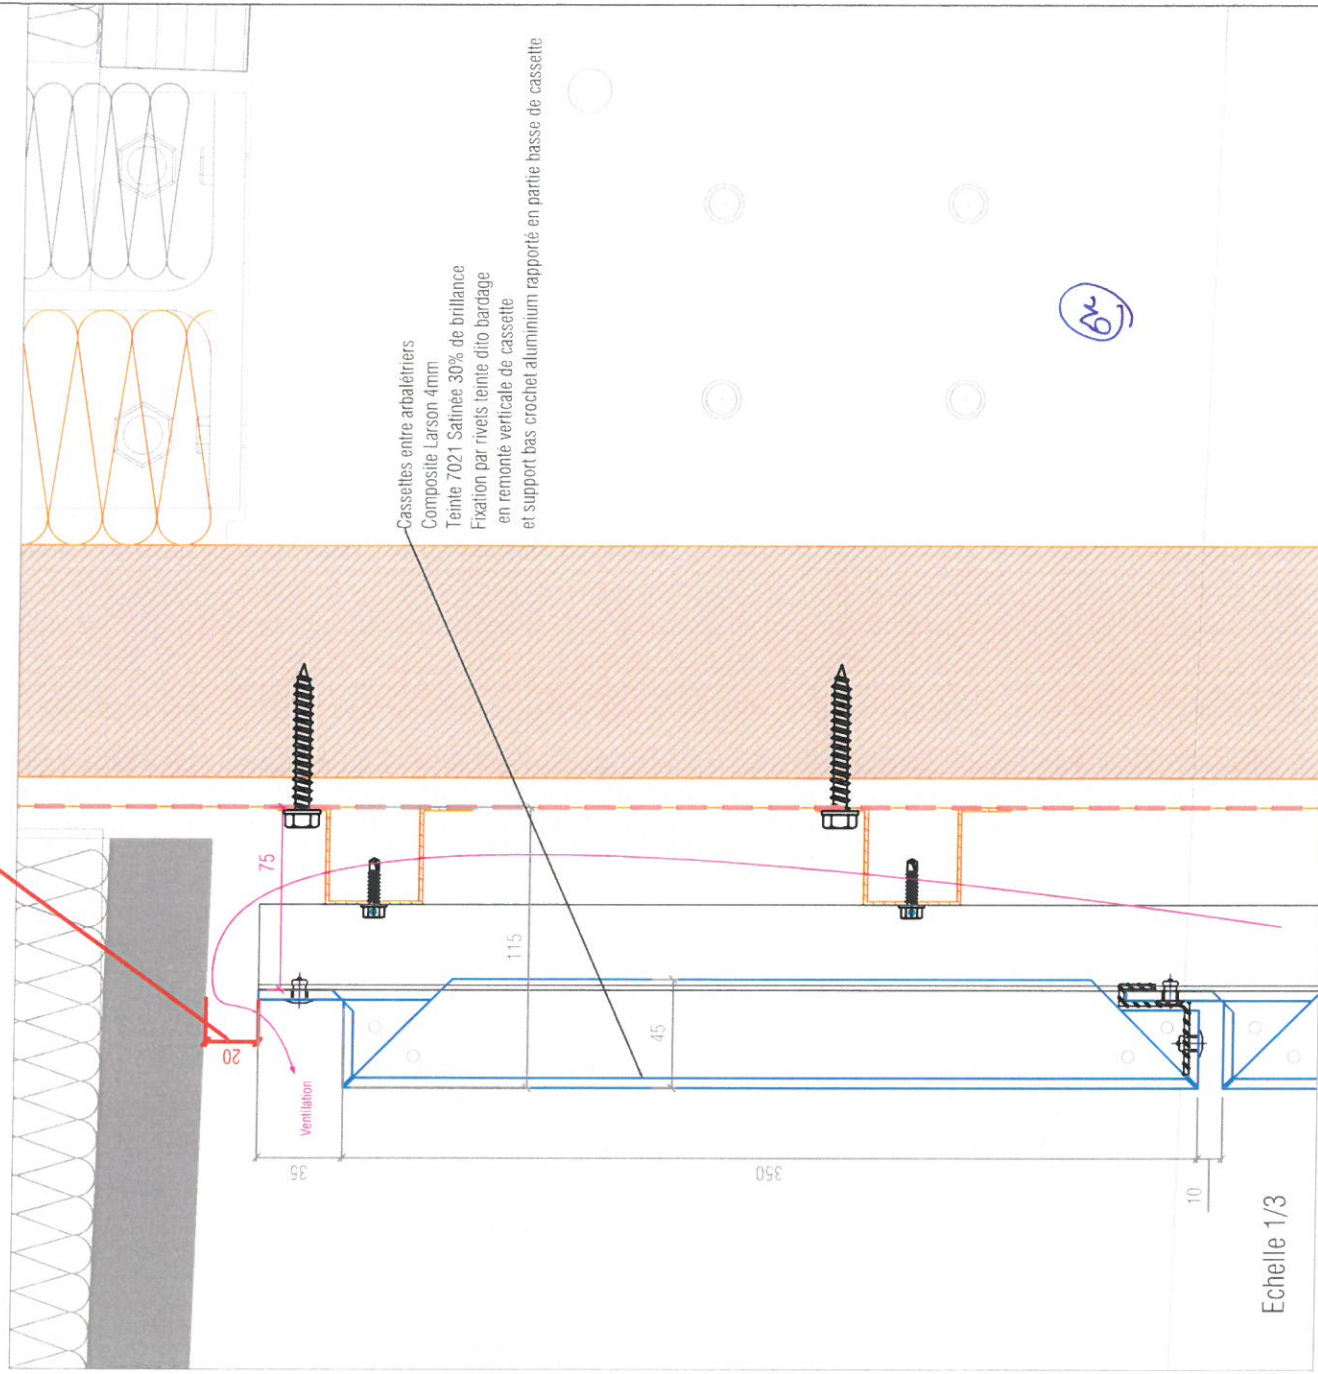 Cassettes entre arbalétriers
Composite Larson 4mm
Teinte 7021 Satinée 30% de brillance
Fixation par rivets teinte dito bardage
en remonté verticale de cassette
et support bas crochet aluminium rapporté en partie basse de cassette
75
115
45
20
Ventilation
35
350
10
Echelle 1/3